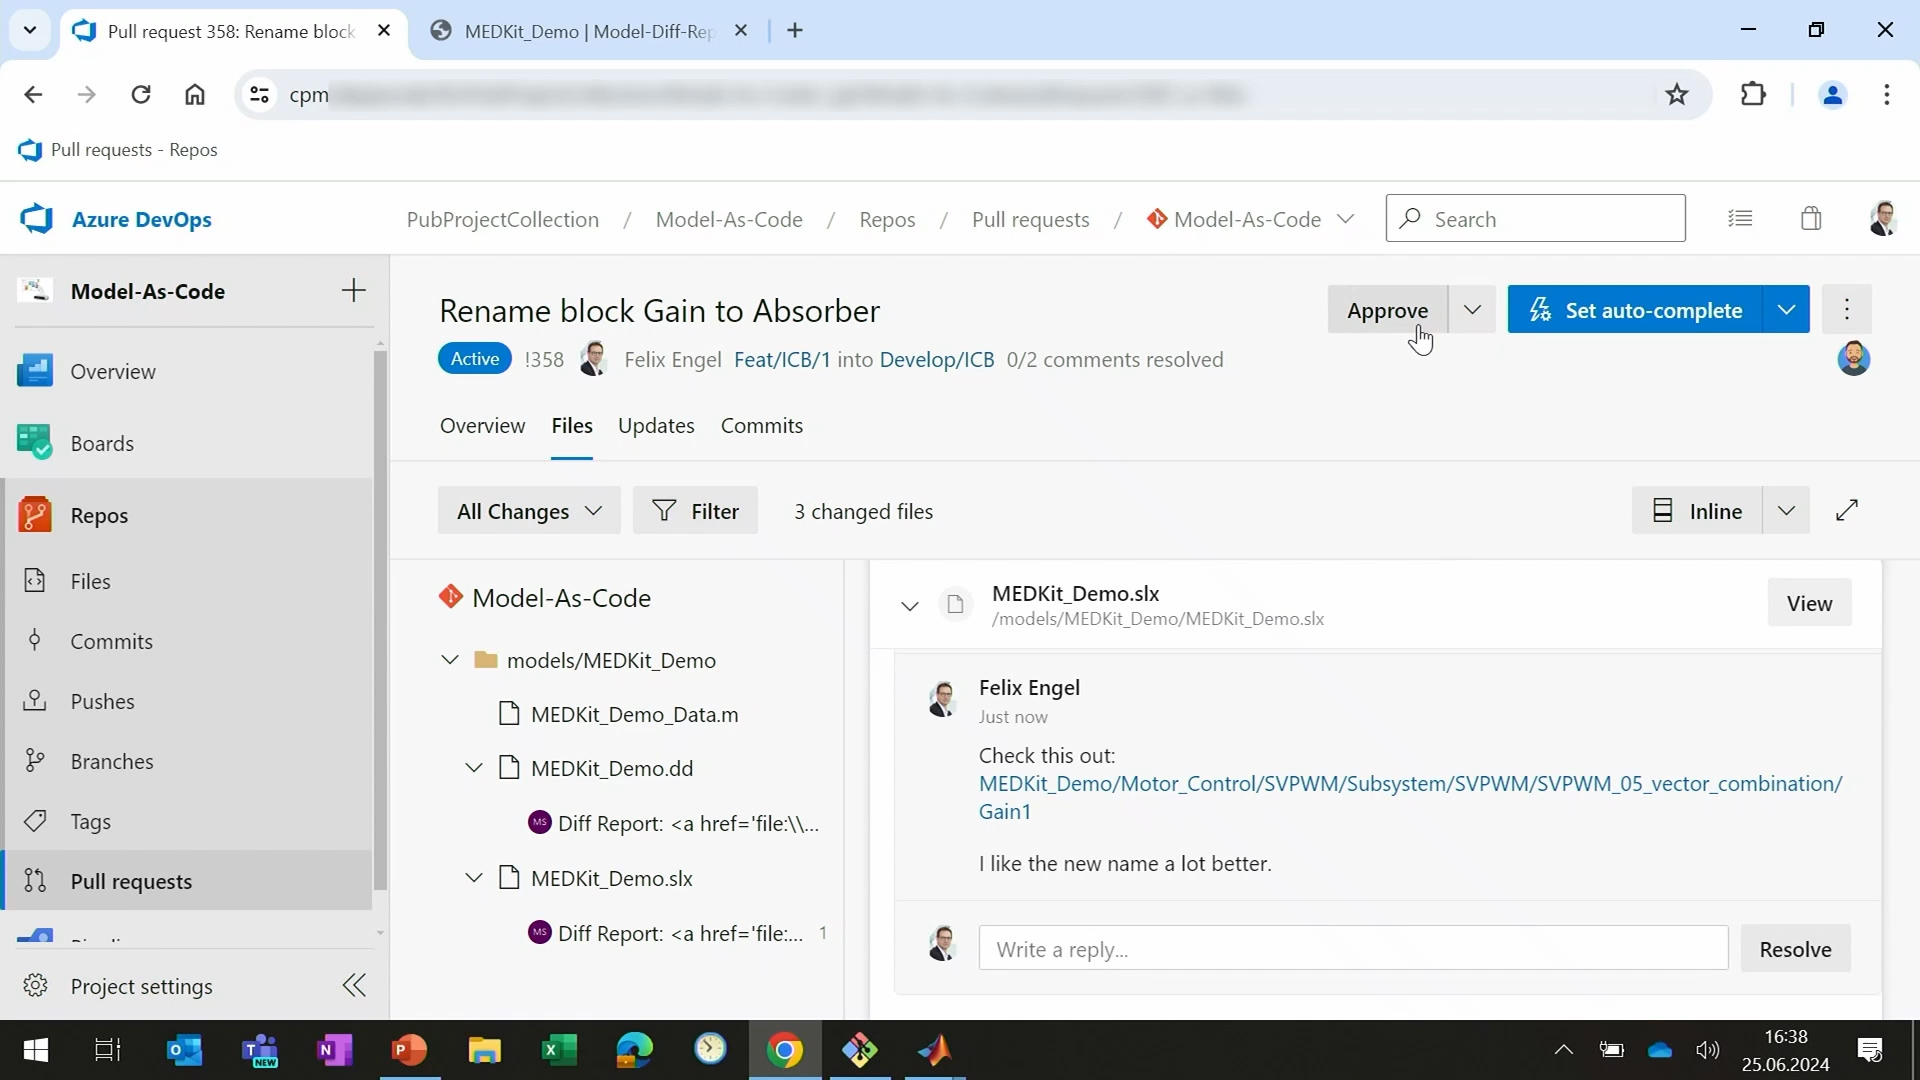 Pull request 358: Rename block
MEDKit_Demo | Model-Diff-Rep
cpm
Pull requests - Repos
Azure DevOps
PubProjectCollection / Model-As-Code / Repos / Pull requests / Model-As-Code
Search
Model-As-Code
Overview
Boards
Repos
Files
Commits
Pushes
Branches
Tags
Pull requests
Project settings
Rename block Gain to Absorber
Approve
Set auto-complete
Active !358 Felix Engel Feat/ICB/1 into Develop/ICB 0/2 comments resolved
Overview Files Updates Commits
All Changes Filter 3 changed files
Inline
Model-As-Code
models/MEDKit_Demo
MEDKit_Demo_Data.m
MEDKit_Demo.dd
MS Diff Report: <a href='file:\\...
MEDKit_Demo.slx
MS Diff Report: <a href='file:... 1
MEDKit_Demo.slx
/models/MEDKit_Demo/MEDKit_Demo.slx
View
Felix Engel
Just now
Check this out:
MEDKit_Demo/Motor_Control/SVPWM/Subsystem/SVPWM/SVPWM_05_vector_combination/
Gain1
I like the new name a lot better.
Write a reply...
Resolve
NEW
16:38
25.06.2024